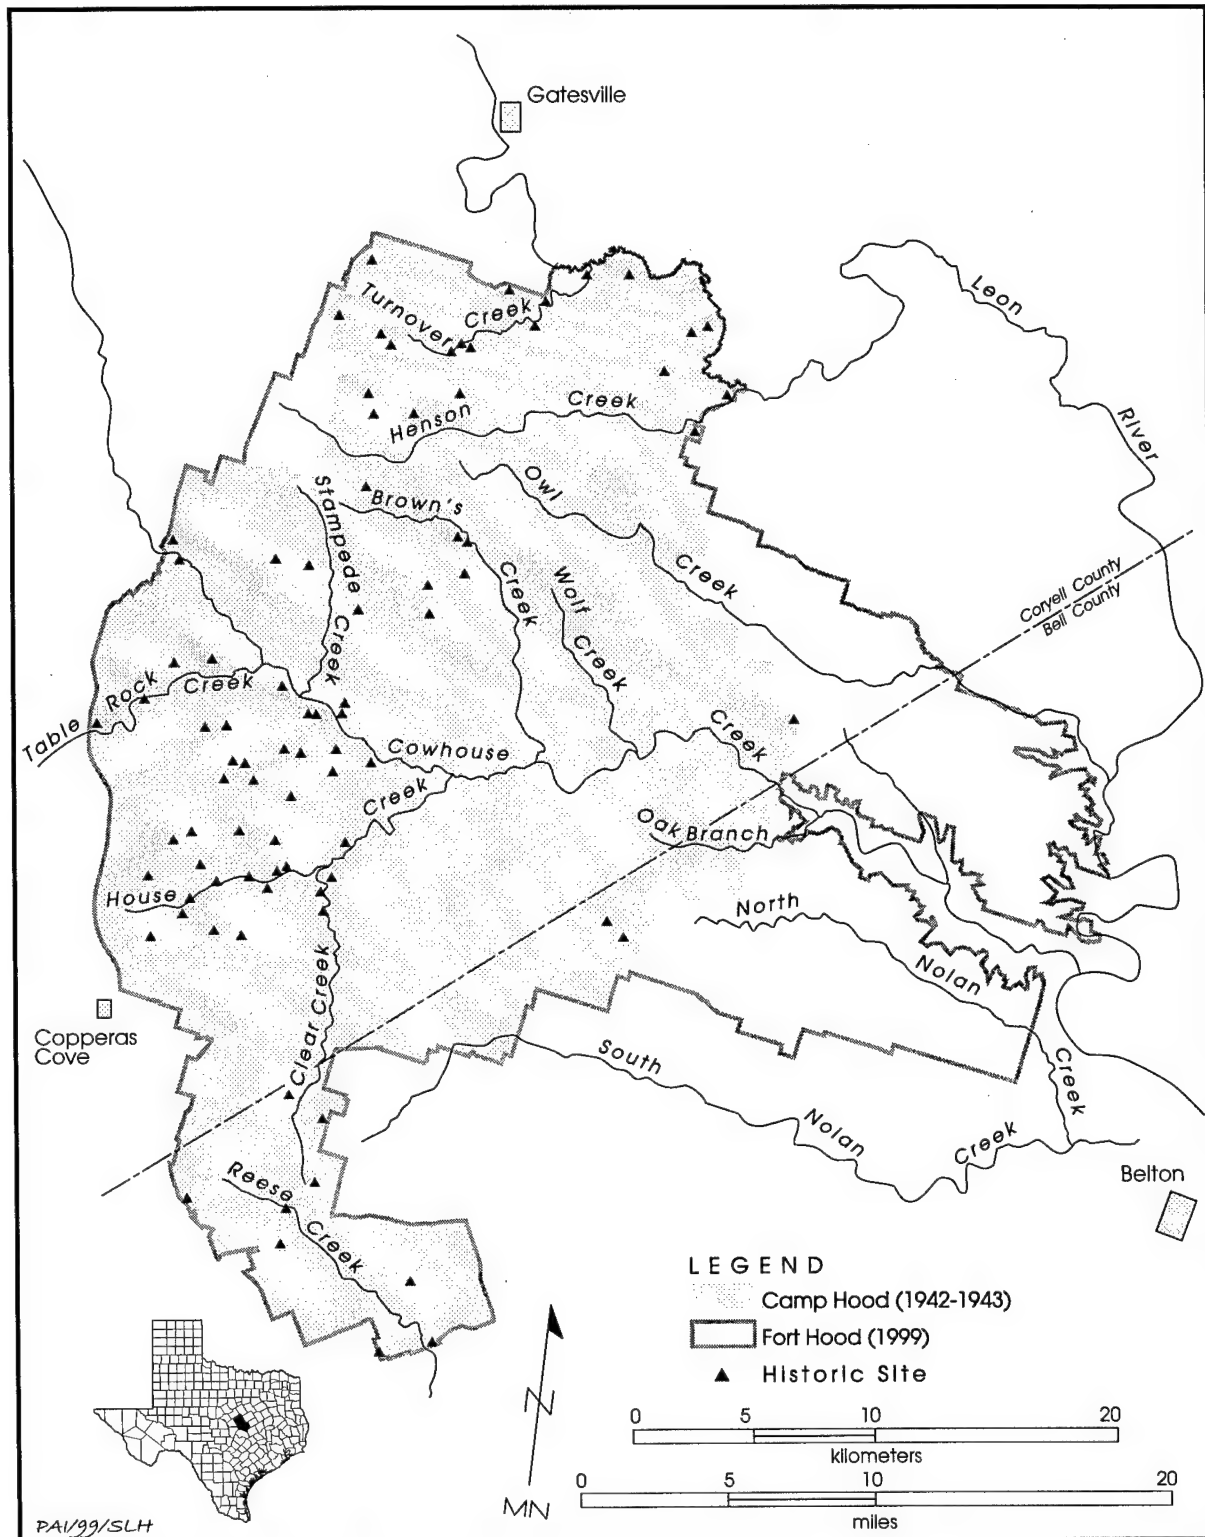 Gatesville
Leon
River
Turnover
Creek
Henson
Creek
Owl
Creek
Stampede
Creek
Brown's
Creek
Wolf
Creek
Coryell County
Bell County
Table Rock Creek
Cowhouse
Creek
Creek
Oak Branch
House
North
Nolan
Creek
Clear Creek
Copperas
Cove
South
Nolan
Creek
Belton
Reese
Creek
LEGEND
Camp Hood (1942-1943)
Fort Hood (1999)
Historic Site
0 5 10 20
kilometers
0 5 10 20
miles
N
MN
PAI/99/SLH